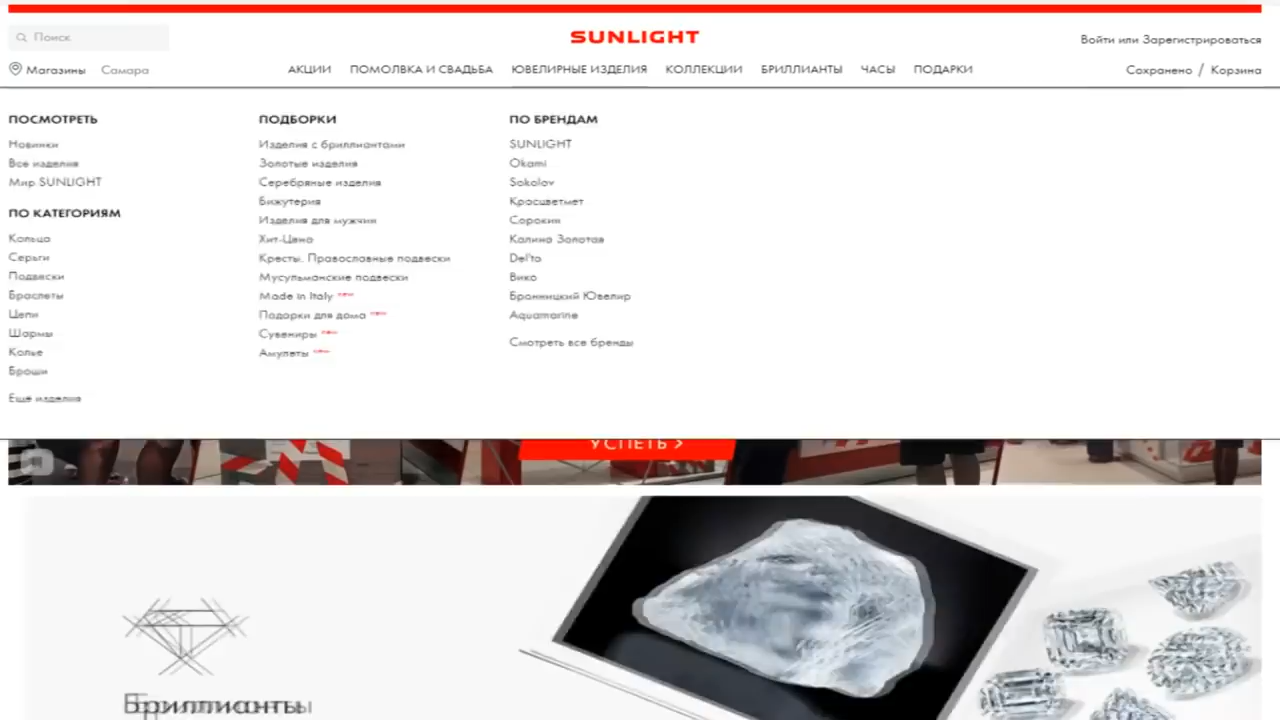 Поиск
SUNLIGHT
Войти или Зарегистрироваться
Магазины Самара
АКЦИИ ПОМОЛВКА И СВАДЬБА ЮВЕЛИРНЫЕ ИЗДЕЛИЯ КОЛЛЕКЦИИ БРИЛЛИАНТЫ ЧАСЫ ПОДАРКИ
Сохранено / Корзина
ПОСМОТРЕТЬ
Новинки
Все изделия
Мир SUNLIGHT
ПО КАТЕГОРИЯМ
Кольца
Серьги
Подвески
Браслеты
Цепи
Шармы
Колье
Броши
Ещё изделия
ПОДБОРКИ
Изделия с бриллиантами
Золотые изделия
Серебряные изделия
Бижутерия
Изделия для мужчин
Хит-Цена
Кресты. Православные подвески
Мусульманские подвески
Made in Italy new
Подарки для дома new
Сувениры new
Амулеты new
ПО БРЕНДАМ
SUNLIGHT
Okami
Sokolov
Красцветмет
Сорокин
Калина Золотая
Del'ta
Вико
Бронницкий Ювелир
Aquamarine
Смотреть все бренды
УСПЕТЬ >
Бриллианты